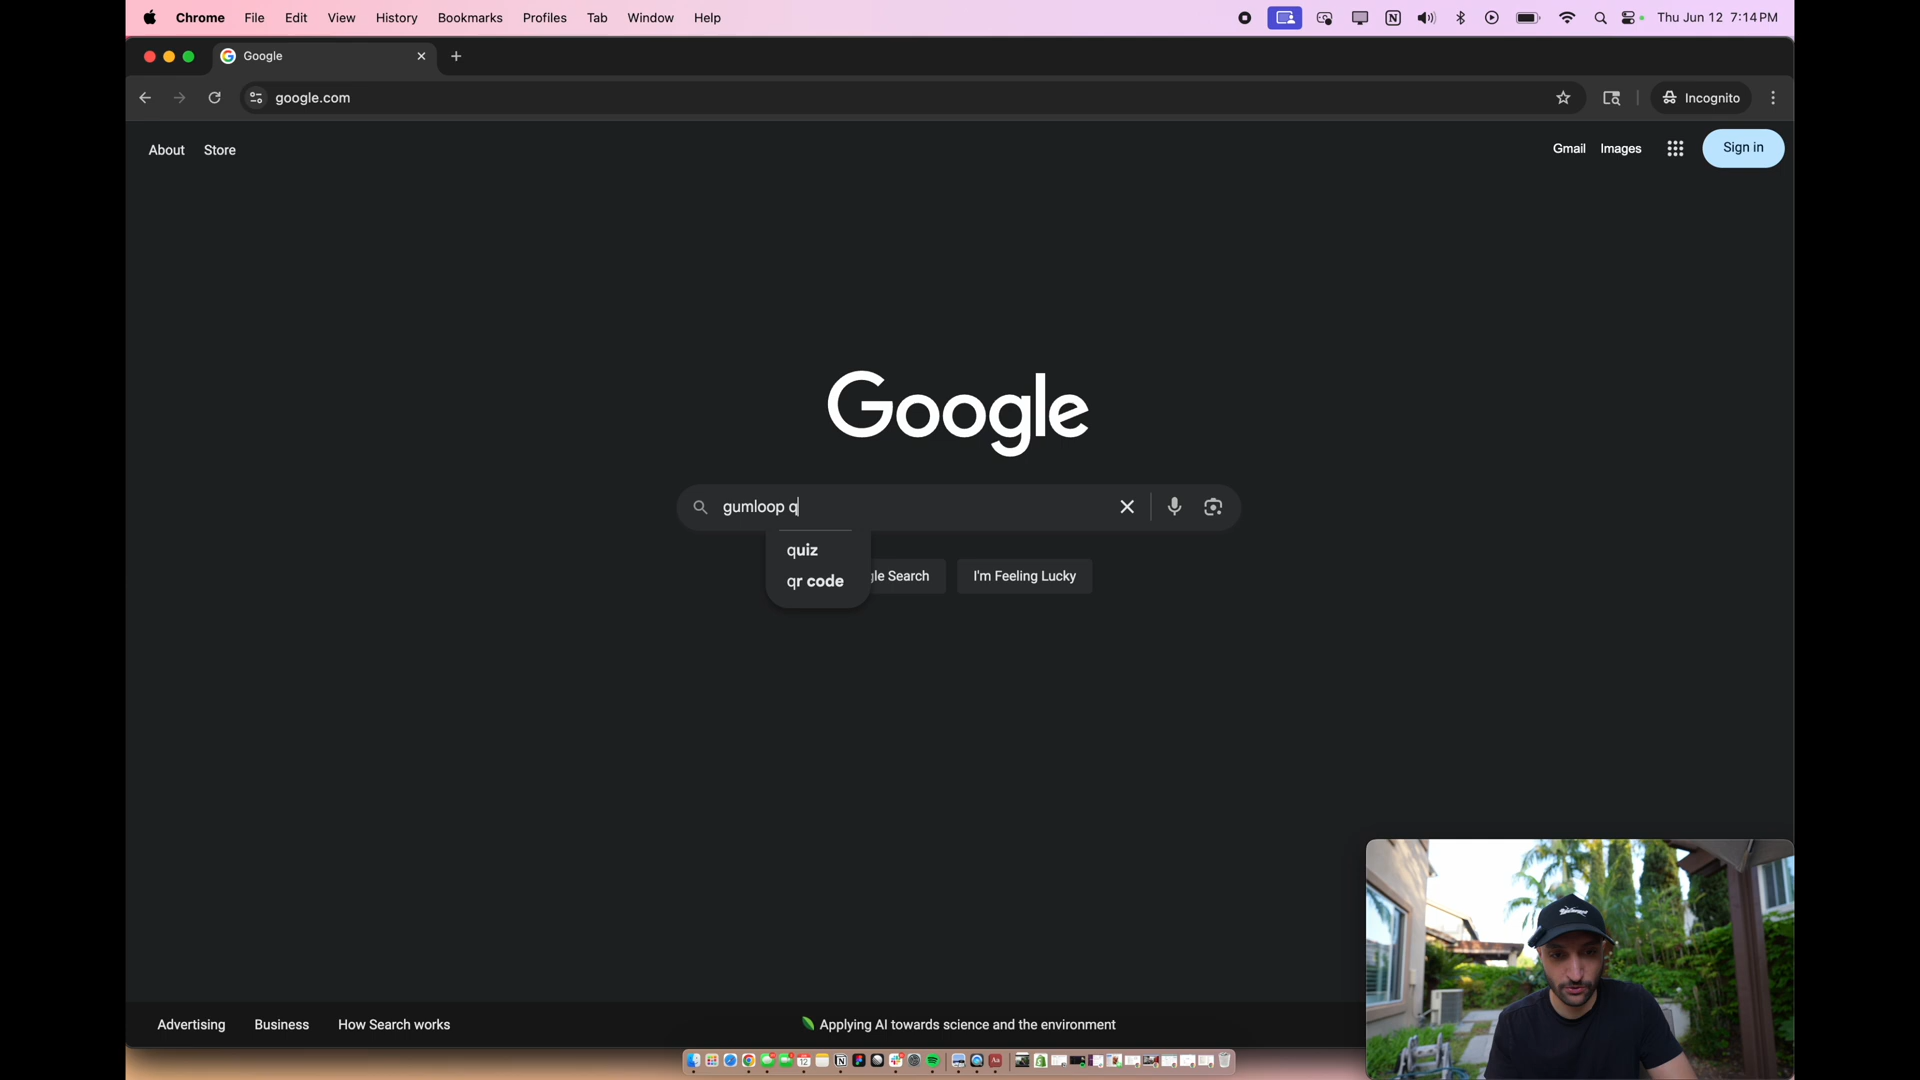 Chrome File Edit View History Bookmarks Profiles Tab Window Help Thu Jun 12 7:14 PM
Google
google.com Incognito
About Store Gmail Images Sign in
Google
gumloop q
quiz
qr code
gle Search I'm Feeling Lucky
Advertising Business How Search works Applying AI towards science and the environment